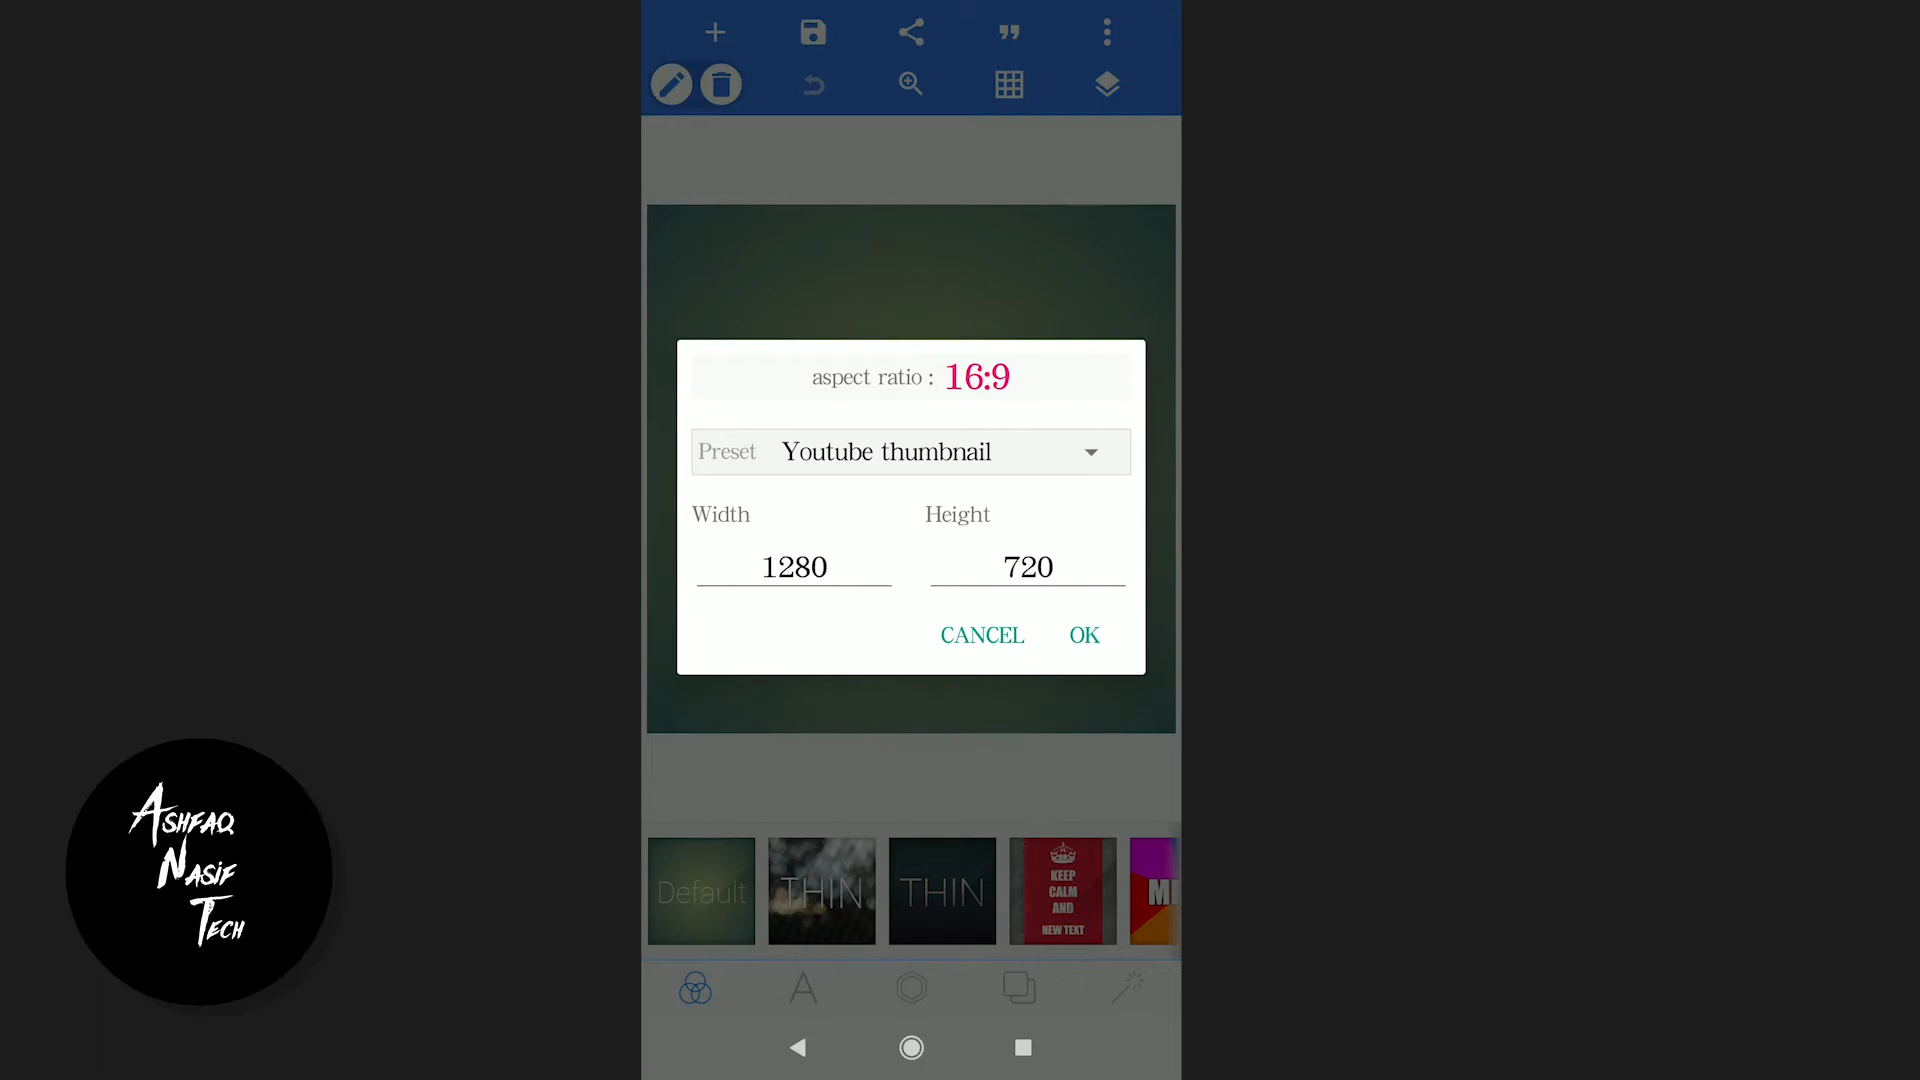 aspect ratio : 16:9
Preset Youtube thumbnail
Width Height
1280 720
CANCEL OK
Default
THIN
THIN
KEEP
CALM
AND
NEW TEXT
ASHFAQ
NASIF
TECH